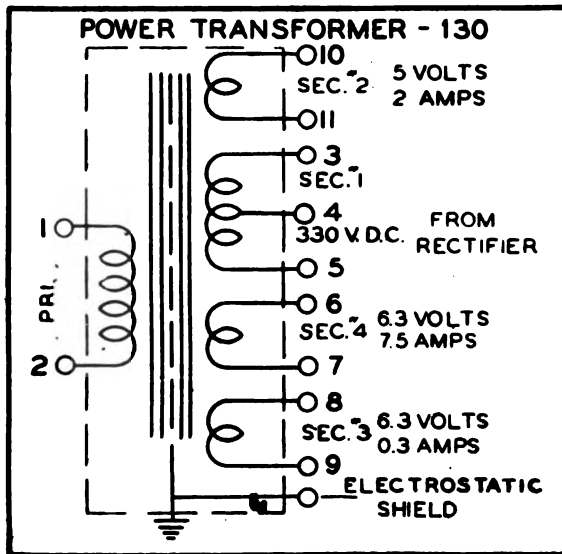 POWER TRANSFORMER - 130
10
SEC. #2 5 VOLTS
2 AMPS
11
3
SEC. #1
1
4
330 V. D.C. FROM
RECTIFIER
5
PRI.
6
SEC. #4 6.3 VOLTS
7.5 AMPS
2
7
8
SEC. #3 6.3 VOLTS
0.3 AMPS
9
ELECTROSTATIC
SHIELD